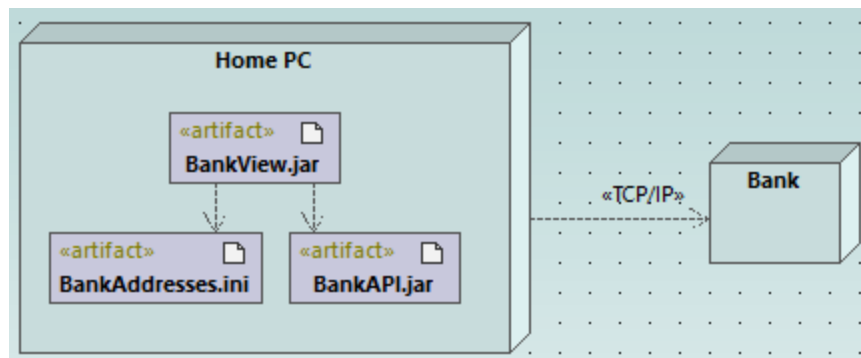 Home PC
«artifact»
BankView.jar
«artifact»
BankAddresses.ini
«artifact»
BankAPI.jar
«TCP/IP»
Bank